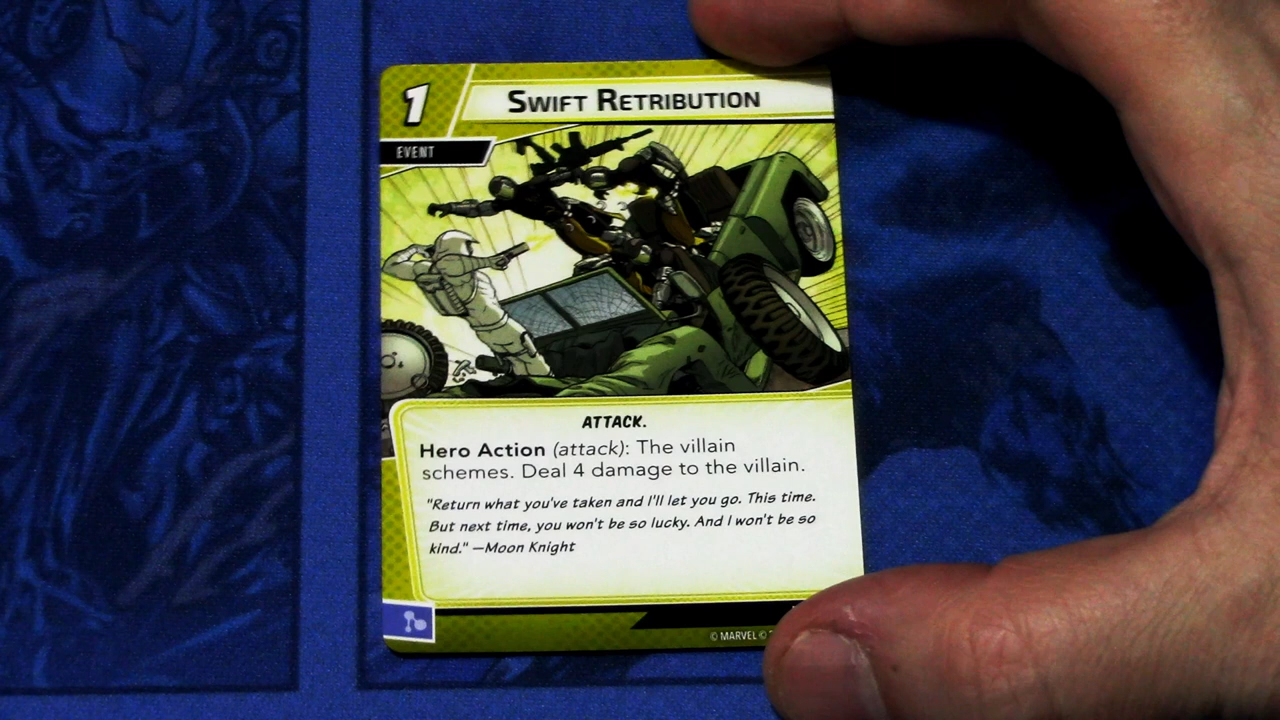 1
SWIFT RETRIBUTION
EVENT
ATTACK.
Hero Action (attack): The villain
schemes. Deal 4 damage to the villain.
"Return what you've taken and I'll let you go. This time.
But next time, you won't be so lucky. And I won't be so
kind." —Moon Knight
© MARVEL ©